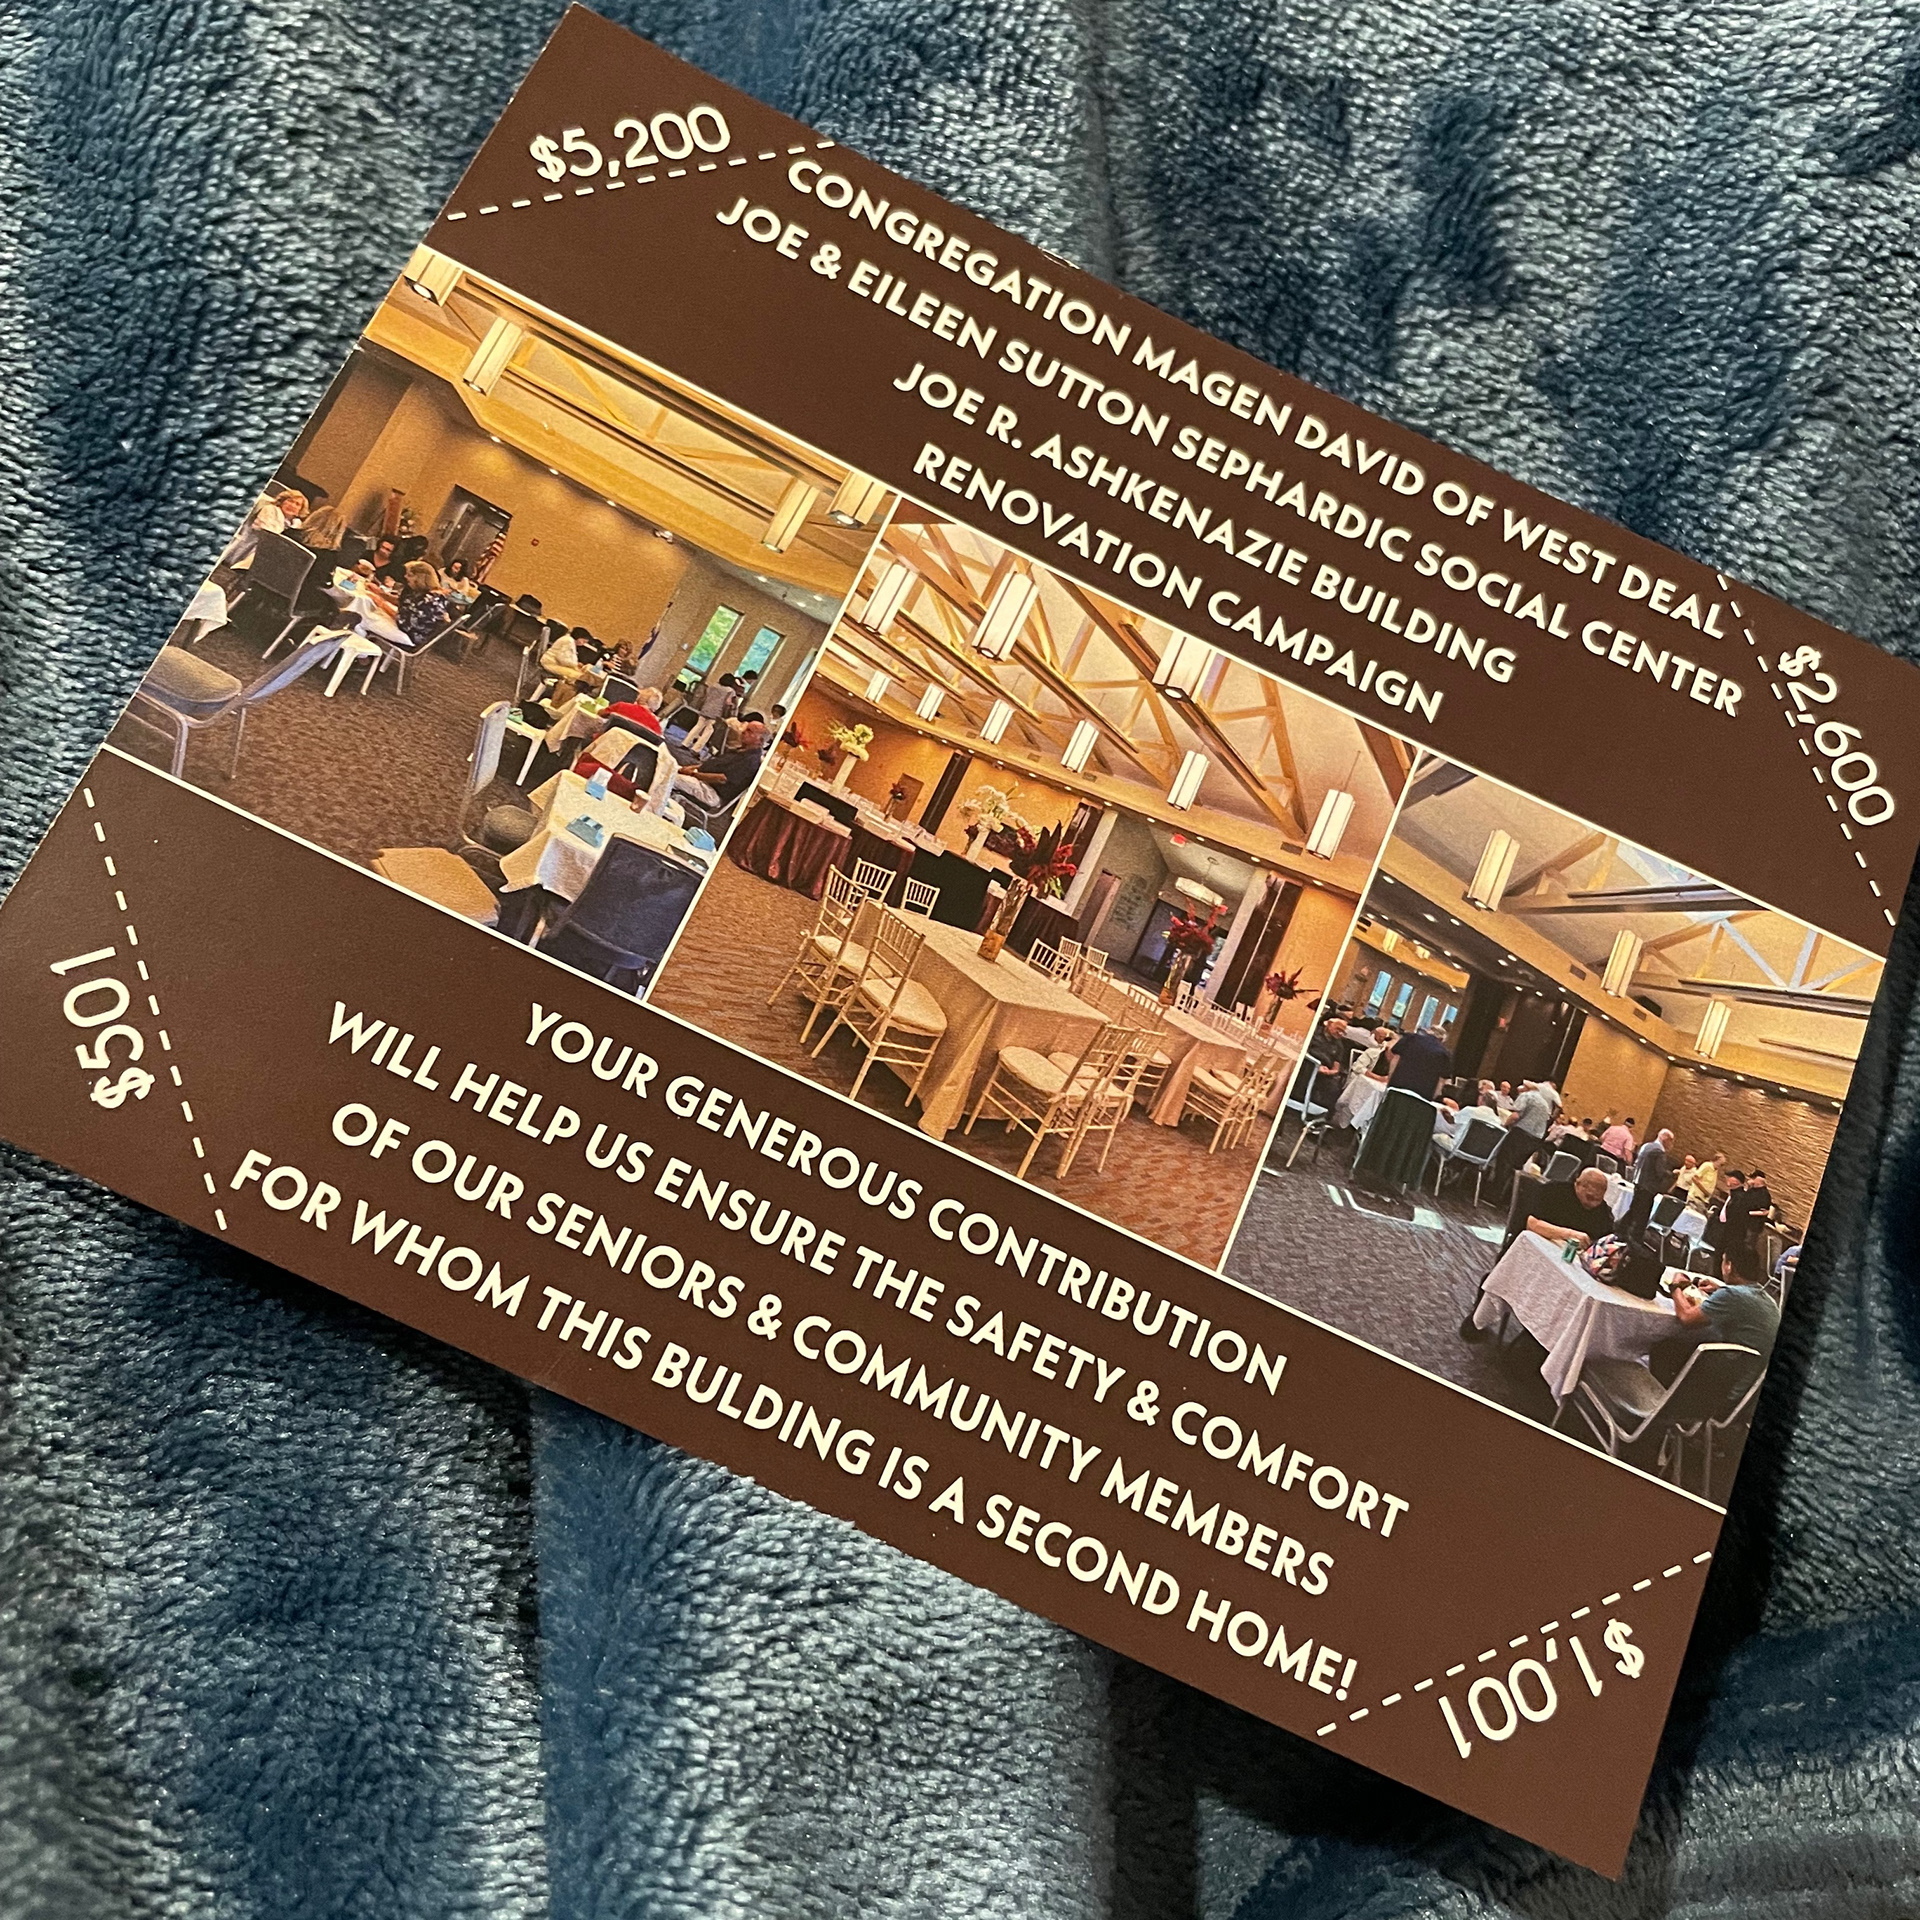 $5,200
CONGREGATION MAGEN DAVID OF WEST DEAL
JOE & EILEEN SUTTON SEPHARDIC SOCIAL CENTER
JOE R. ASHKENAZIE BUILDING
RENOVATION CAMPAIGN
$2,600
YOUR GENEROUS CONTRIBUTION
WILL HELP US ENSURE THE SAFETY & COMFORT
OF OUR SENIORS & COMMUNITY MEMBERS
FOR WHOM THIS BULDING IS A SECOND HOME!
$501
$1,001